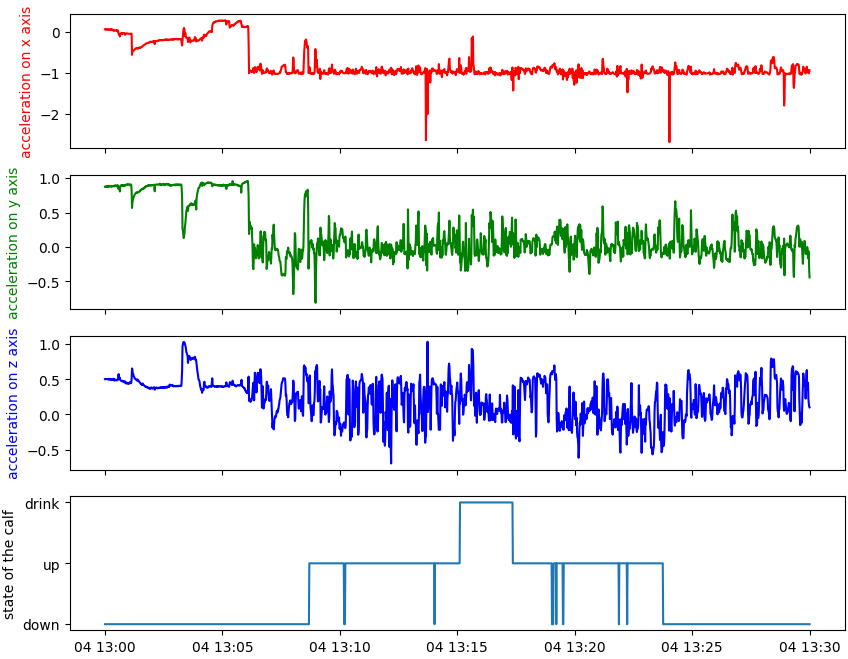 acceleration on x axis
0
−1
−2
acceleration on y axis
1.0
0.5
0.0
−0.5
acceleration on z axis
1.0
0.5
0.0
−0.5
state of the calf
drink
up
down
04 13:00 04 13:05 04 13:10 04 13:15 04 13:20 04 13:25 04 13:30